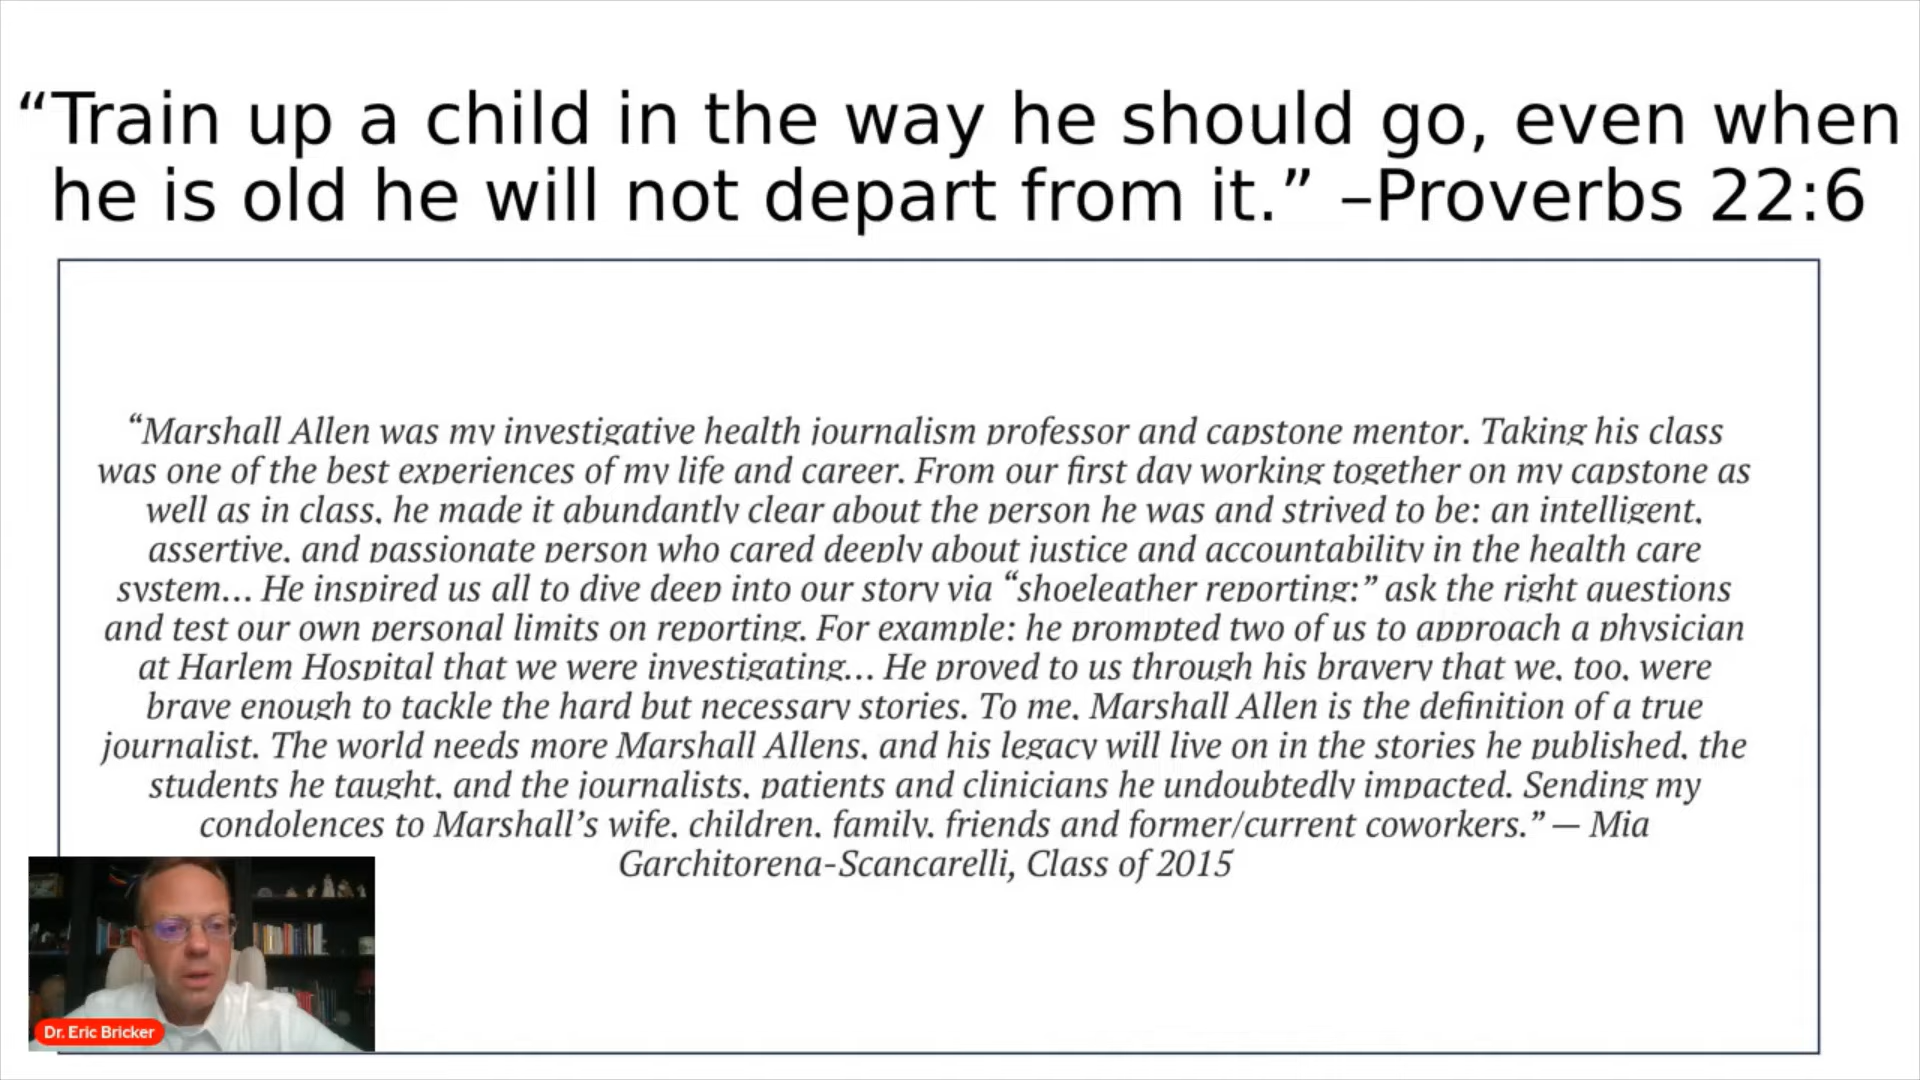 “Train up a child in the way he should go, even when
he is old he will not depart from it.” –Proverbs 22:6
“Marshall Allen was my investigative health journalism professor and capstone mentor. Taking his class
was one of the best experiences of my life and career. From our first day working together on my capstone as
well as in class, he made it abundantly clear about the person he was and strived to be: an intelligent,
assertive, and passionate person who cared deeply about justice and accountability in the health care
system… He inspired us all to dive deep into our story via “shoeleather reporting:” ask the right questions
and test our own personal limits on reporting. For example: he prompted two of us to approach a physician
at Harlem Hospital that we were investigating… He proved to us through his bravery that we, too, were
brave enough to tackle the hard but necessary stories. To me, Marshall Allen is the definition of a true
journalist. The world needs more Marshall Allens, and his legacy will live on in the stories he published, the
students he taught, and the journalists, patients and clinicians he undoubtedly impacted. Sending my
condolences to Marshall’s wife, children, family, friends and former/current coworkers.” — Mia
Garchitorena-Scancarelli, Class of 2015
Dr. Eric Bricker